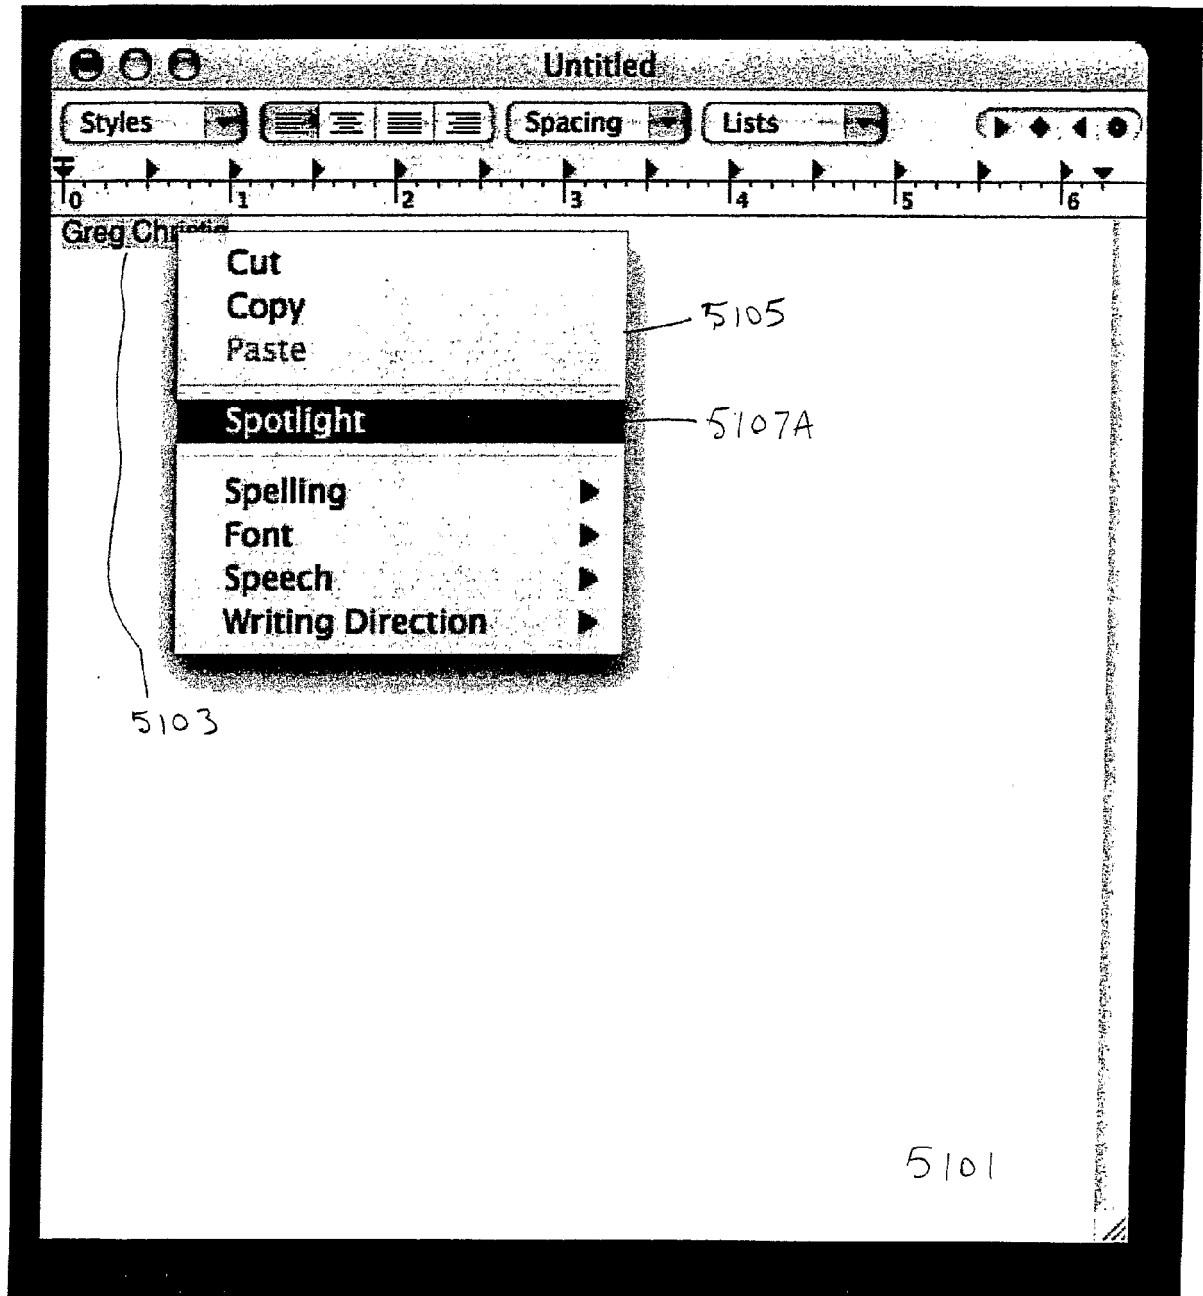 Untitled
Styles Spacing Lists
0 1 2 3 4 5 6
Greg Christie
Cut
Copy
5105
Paste
Spotlight
5107A
Spelling
Font
Speech
Writing Direction
5103
5101